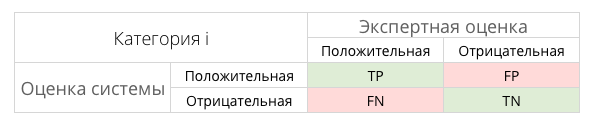 Категория i
Экспертная оценка
Положительная Отрицательная
Оценка системы
Положительная TP FP
Отрицательная FN TN